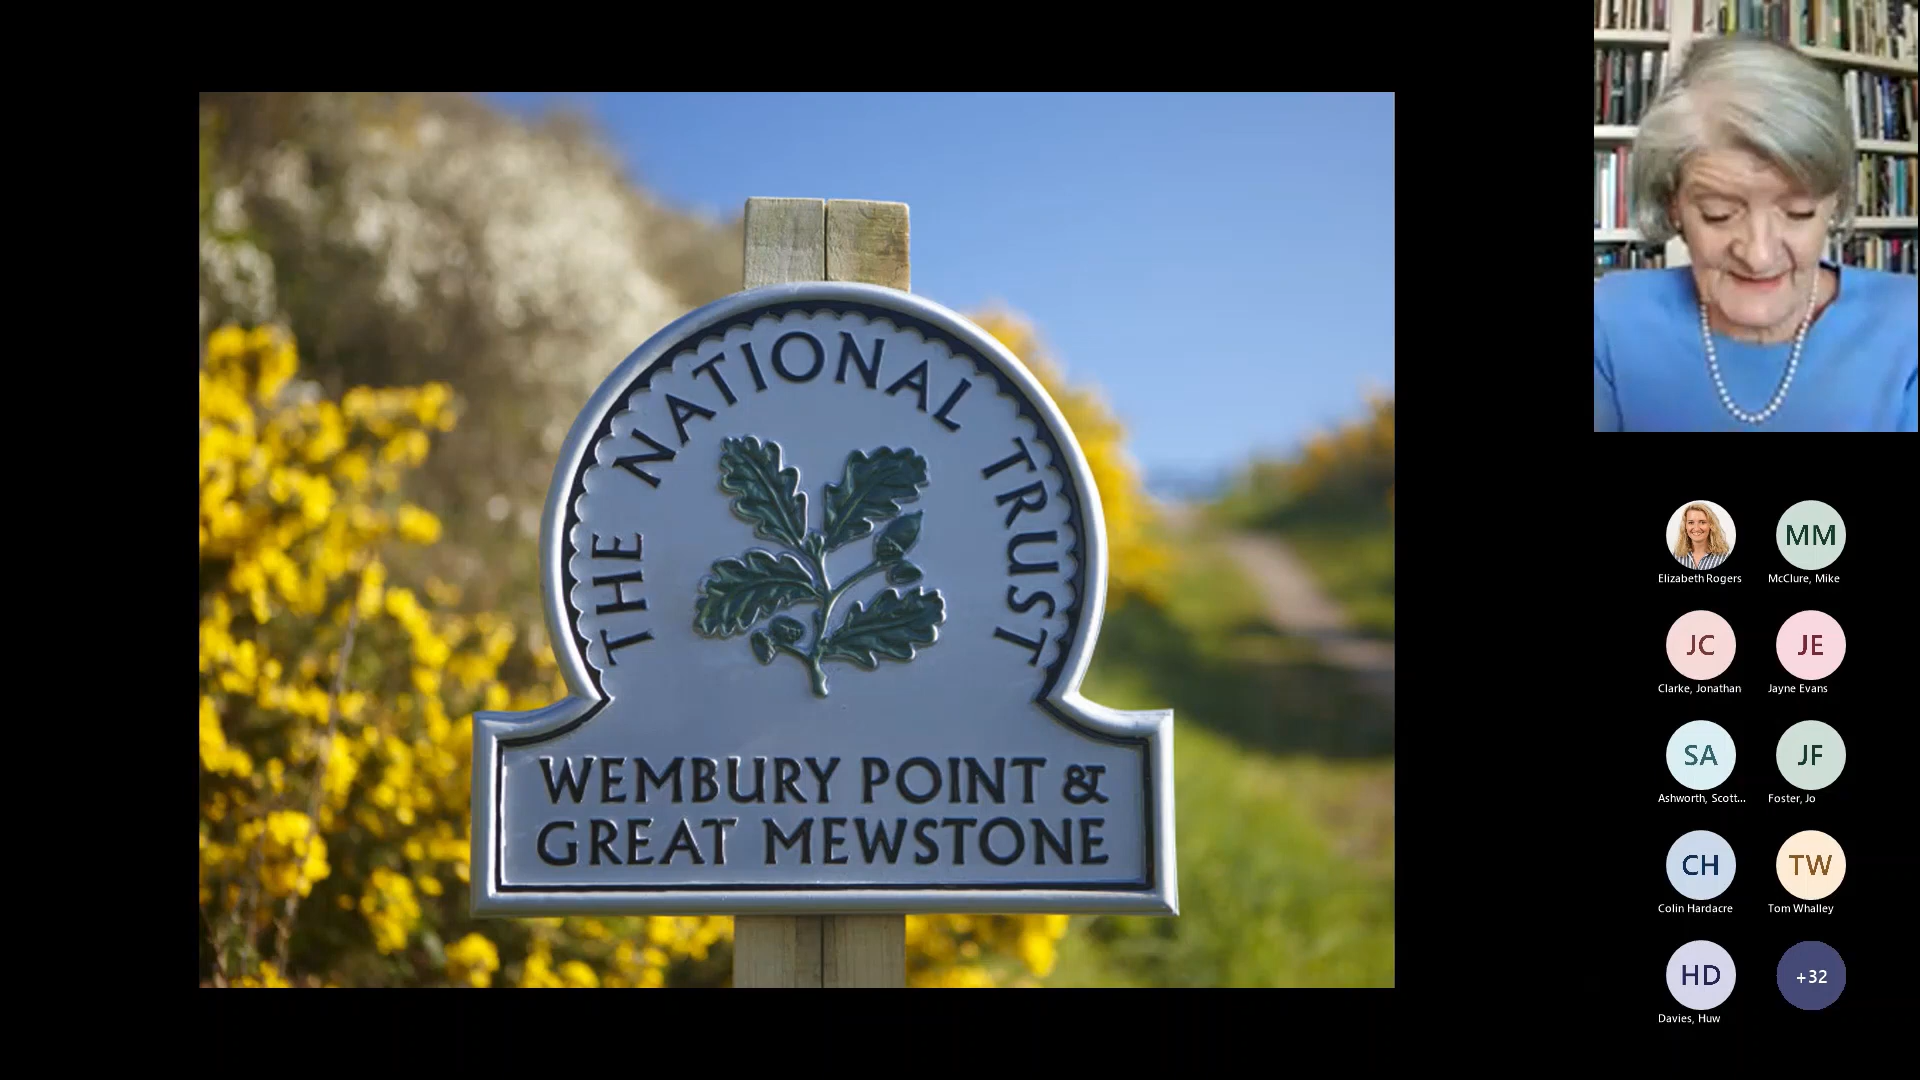 THE NATIONAL TRUST
WEMBURY POINT &
GREAT MEWSTONE
Elizabeth Rogers
MM
McClure, Mike
JC
Clarke, Jonathan
JE
Jayne Evans
SA
Ashworth, Scott...
JF
Foster, Jo
CH
Colin Hardacre
TW
Tom Whalley
HD
Davies, Huw
+32